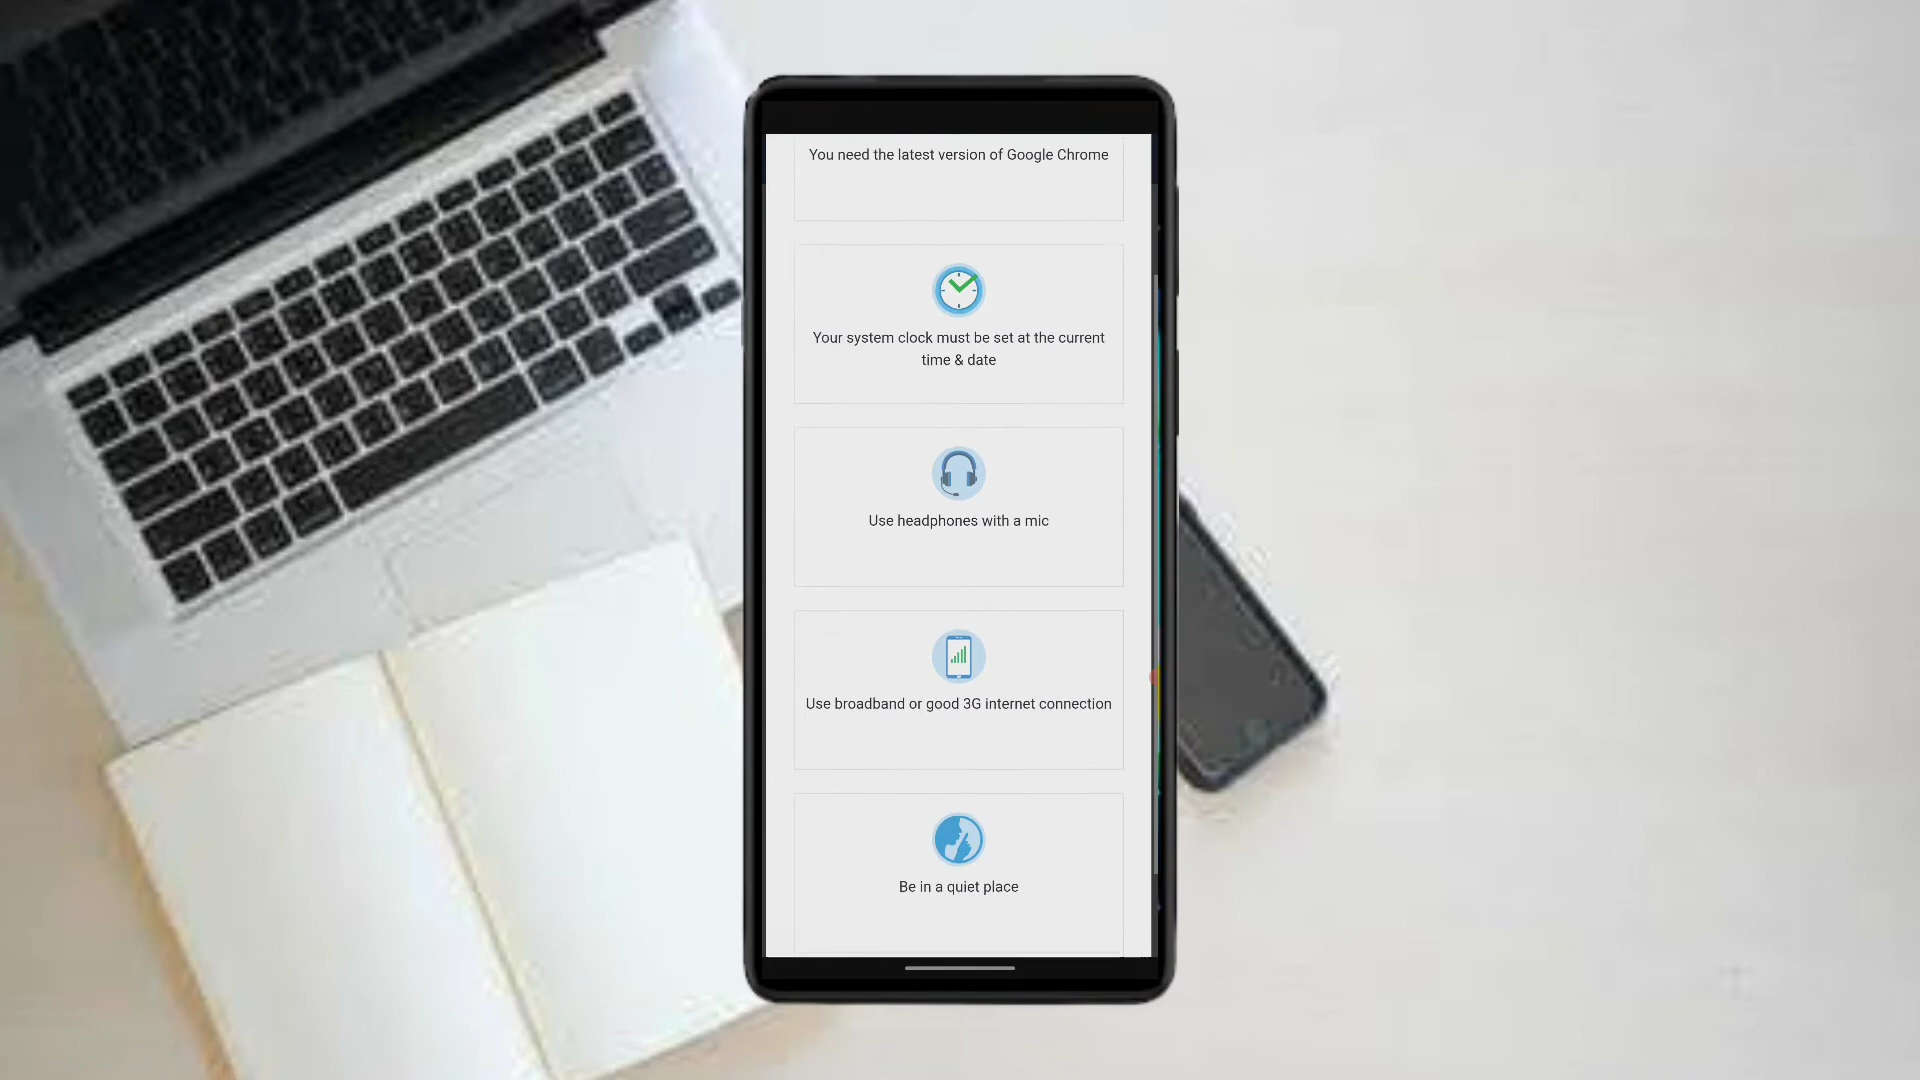 You need the latest version of Google Chrome
Your system clock must be set at the current
time & date
Use headphones with a mic
Use broadband or good 3G internet connection
Be in a quiet place